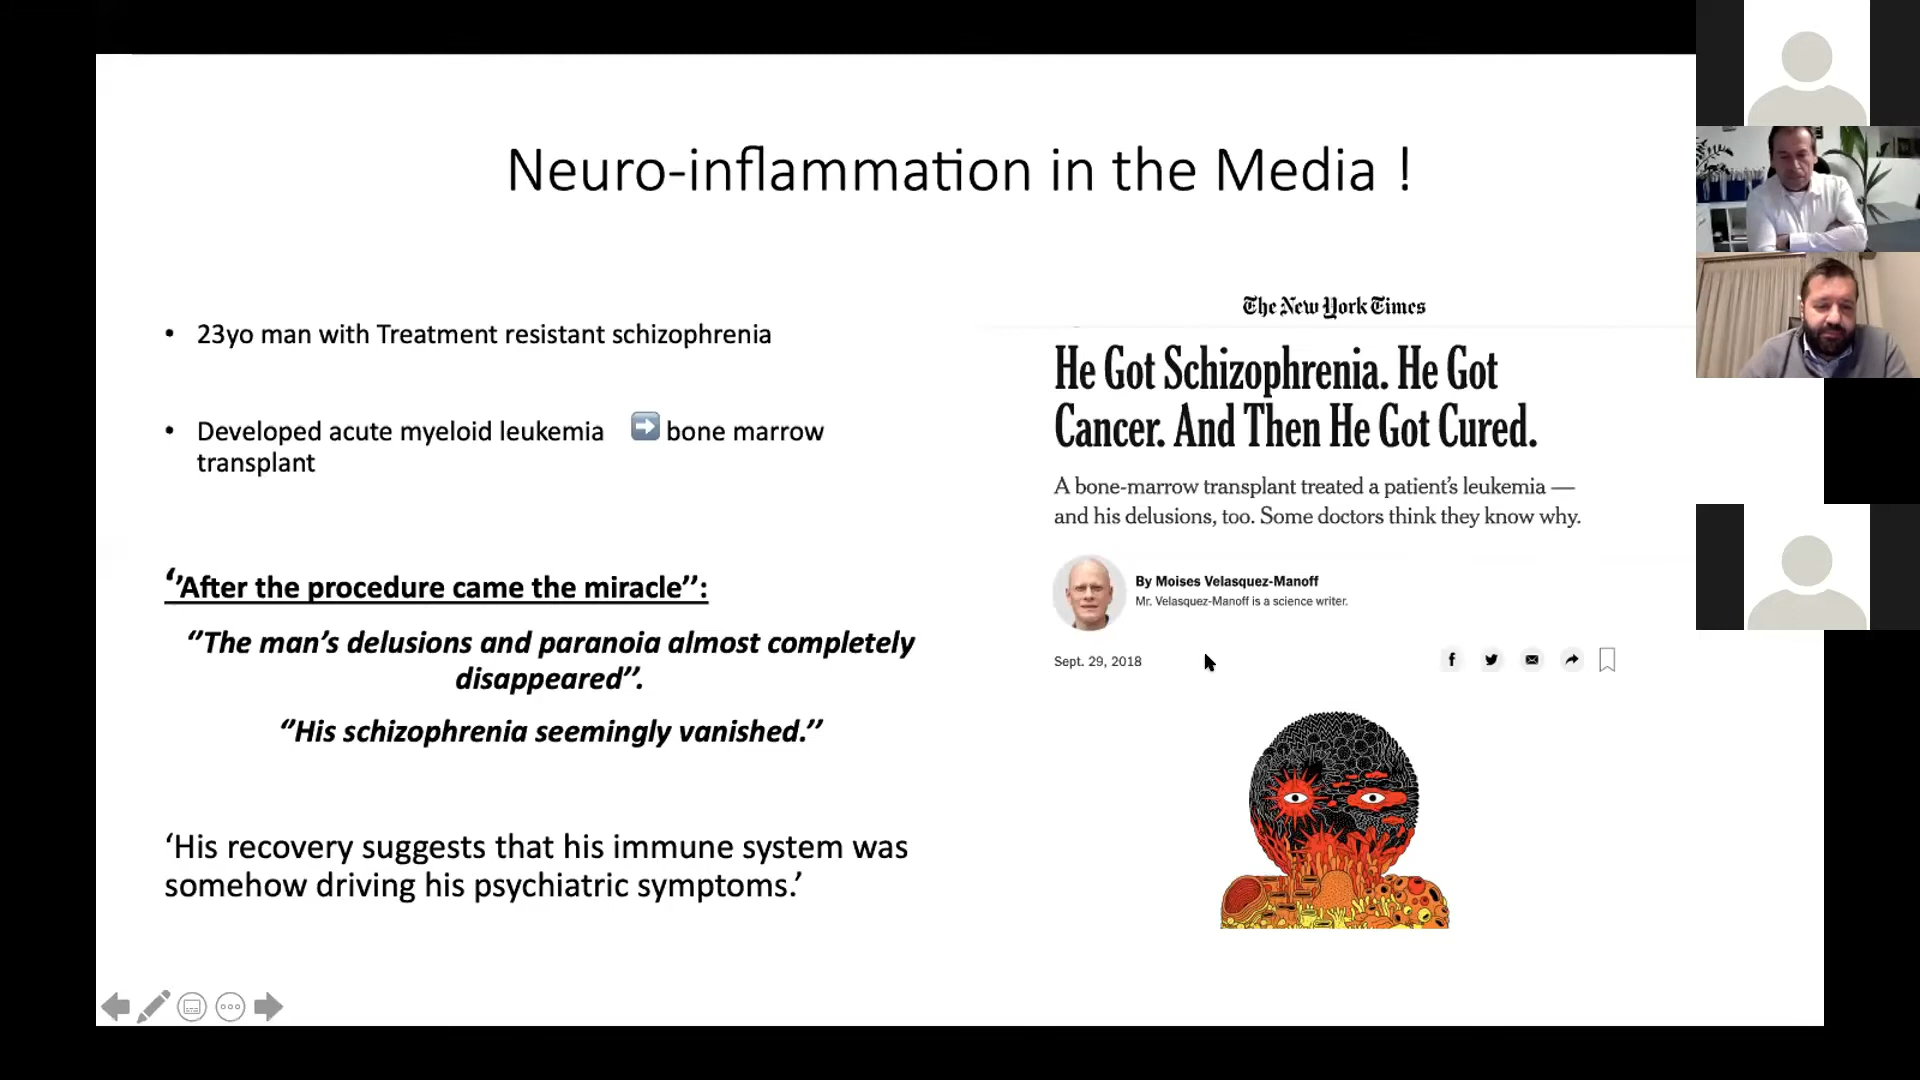 Neuro-inflammation in the Media !
• 23yo man with Treatment resistant schizophrenia
• Developed acute myeloid leukemia ➡ bone marrow
transplant
‘’After the procedure came the miracle’’:
‘’The man’s delusions and paranoia almost completely
disappeared’’.
‘’His schizophrenia seemingly vanished.’’
‘His recovery suggests that his immune system was
somehow driving his psychiatric symptoms.’
The New York Times
He Got Schizophrenia. He Got
Cancer. And Then He Got Cured.
A bone-marrow transplant treated a patient’s leukemia —
and his delusions, too. Some doctors think they know why.
By Moises Velasquez-Manoff
Mr. Velasquez-Manoff is a science writer.
Sept. 29, 2018